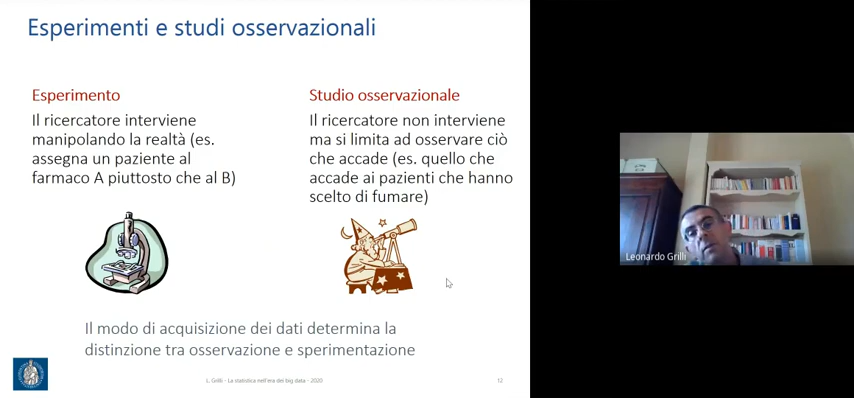 Esperimenti e studi osservazionali
Esperimento
Il ricercatore interviene
manipolando la realtà (es.
assegna un paziente al
farmaco A piuttosto che al B)
Studio osservazionale
Il ricercatore non interviene
ma si limita ad osservare ciò
che accade (es. quello che
accade ai pazienti che hanno
scelto di fumare)
Il modo di acquisizione dei dati determina la
distinzione tra osservazione e sperimentazione
L. Grilli - La statistica nell'era dei big data - 2020
12
Leonardo Grilli